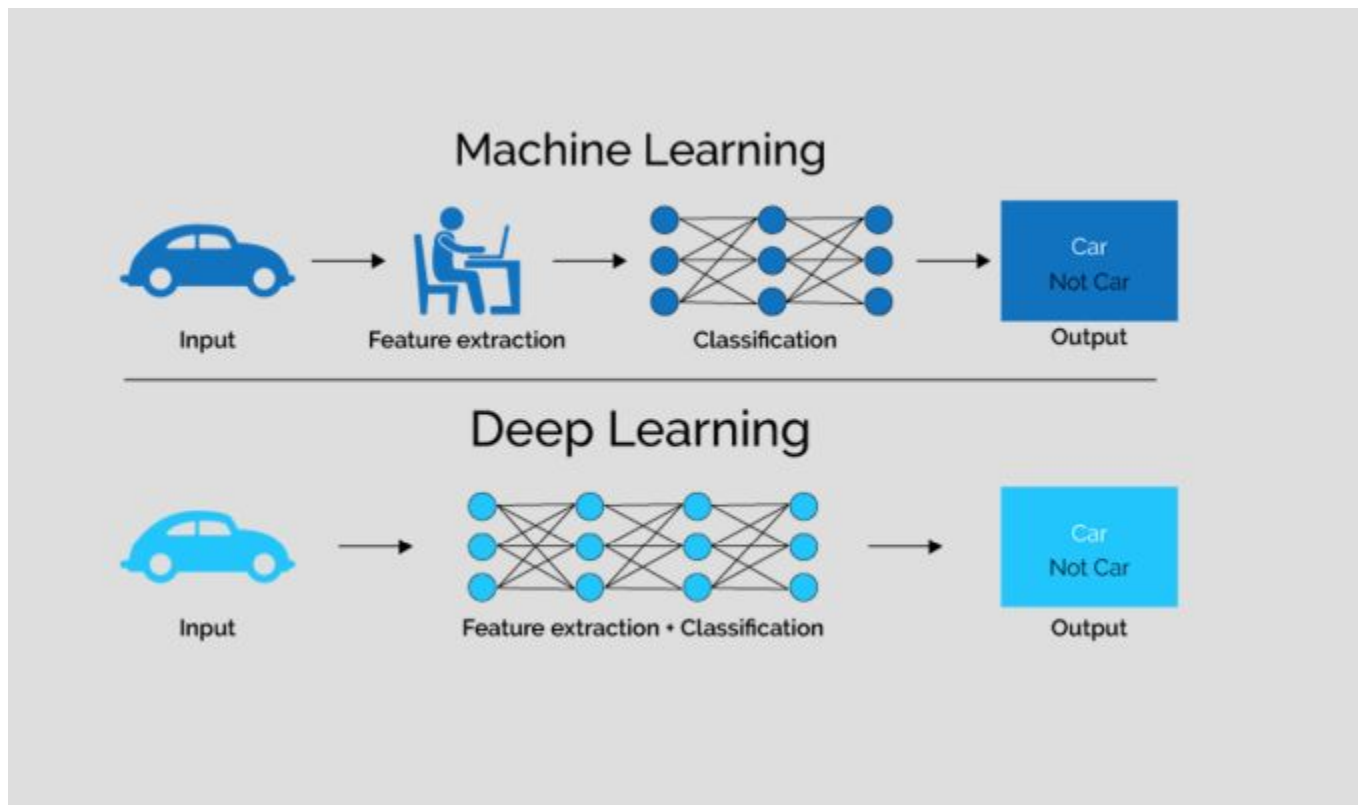 Machine Learning
Car
Not Car
Input
Feature extraction
Classification
Output
Deep Learning
Car
Not Car
Input
Feature extraction + Classification
Output